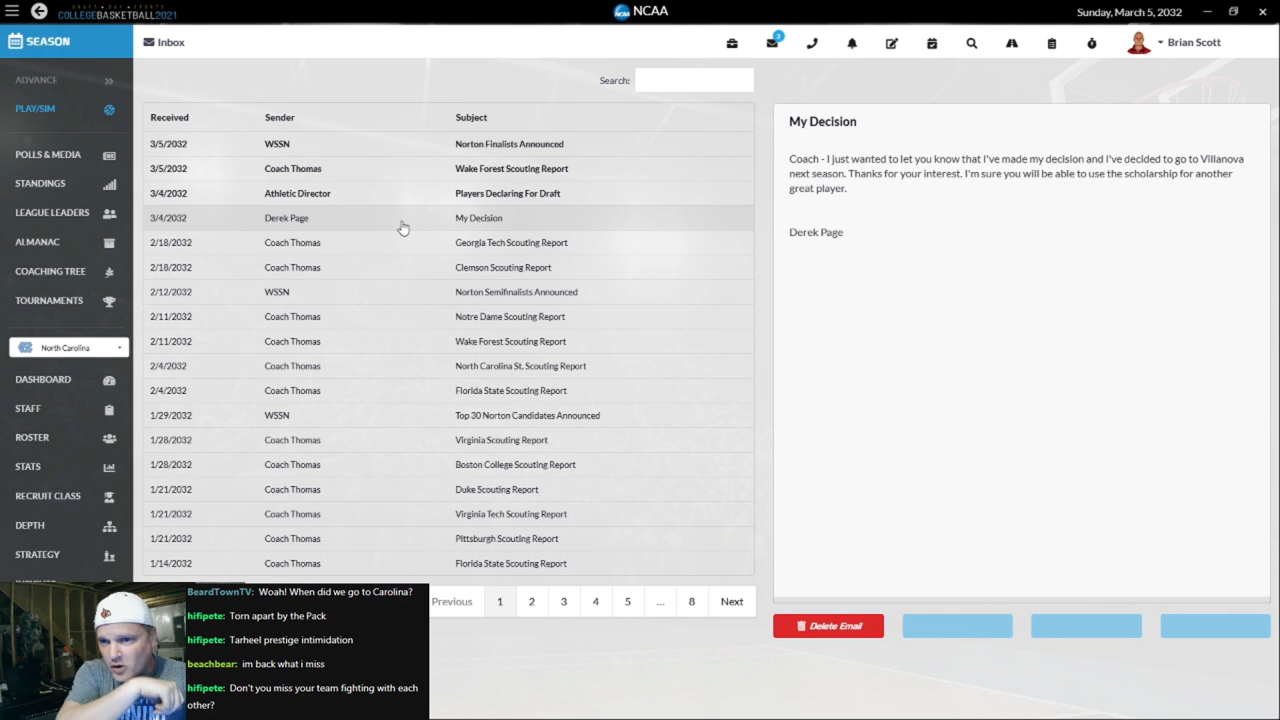 DRAFT DAY SPORTS
COLLEGEBASKETBALL2021
NCAA
Sunday, March 5, 2032
SEASON
Inbox
3
Brian Scott
ADVANCE
PLAY/SIM
POLLS & MEDIA
STANDINGS
LEAGUE LEADERS
ALMANAC
COACHING TREE
TOURNAMENTS
North Carolina
DASHBOARD
STAFF
ROSTER
STATS
RECRUIT CLASS
DEPTH
STRATEGY
Search:
Received Sender Subject
3/5/2032 WSSN Norton Finalists Announced
3/5/2032 Coach Thomas Wake Forest Scouting Report
3/4/2032 Athletic Director Players Declaring For Draft
3/4/2032 Derek Page My Decision
2/18/2032 Coach Thomas Georgia Tech Scouting Report
2/18/2032 Coach Thomas Clemson Scouting Report
2/12/2032 WSSN Norton Semifinalists Announced
2/11/2032 Coach Thomas Notre Dame Scouting Report
2/11/2032 Coach Thomas Wake Forest Scouting Report
2/4/2032 Coach Thomas North Carolina St. Scouting Report
2/4/2032 Coach Thomas Florida State Scouting Report
1/29/2032 WSSN Top 30 Norton Candidates Announced
1/28/2032 Coach Thomas Virginia Scouting Report
1/28/2032 Coach Thomas Boston College Scouting Report
1/21/2032 Coach Thomas Duke Scouting Report
1/21/2032 Coach Thomas Virginia Tech Scouting Report
1/21/2032 Coach Thomas Pittsburgh Scouting Report
1/14/2032 Coach Thomas Florida State Scouting Report
Previous 1 2 3 4 5 ... 8 Next
My Decision
Coach - I just wanted to let you know that I've made my decision and I've decided to go to Villanova
next season. Thanks for your interest. I'm sure you will be able to use the scholarship for another
great player.
Derek Page
Delete Email
BeardTownTV: Woah! When did we go to Carolina?
hifipete: Torn apart by the Pack
hifipete: Tarheel prestige intimidation
beachbear: im back what i miss
hifipete: Don't you miss your team fighting with each
other?